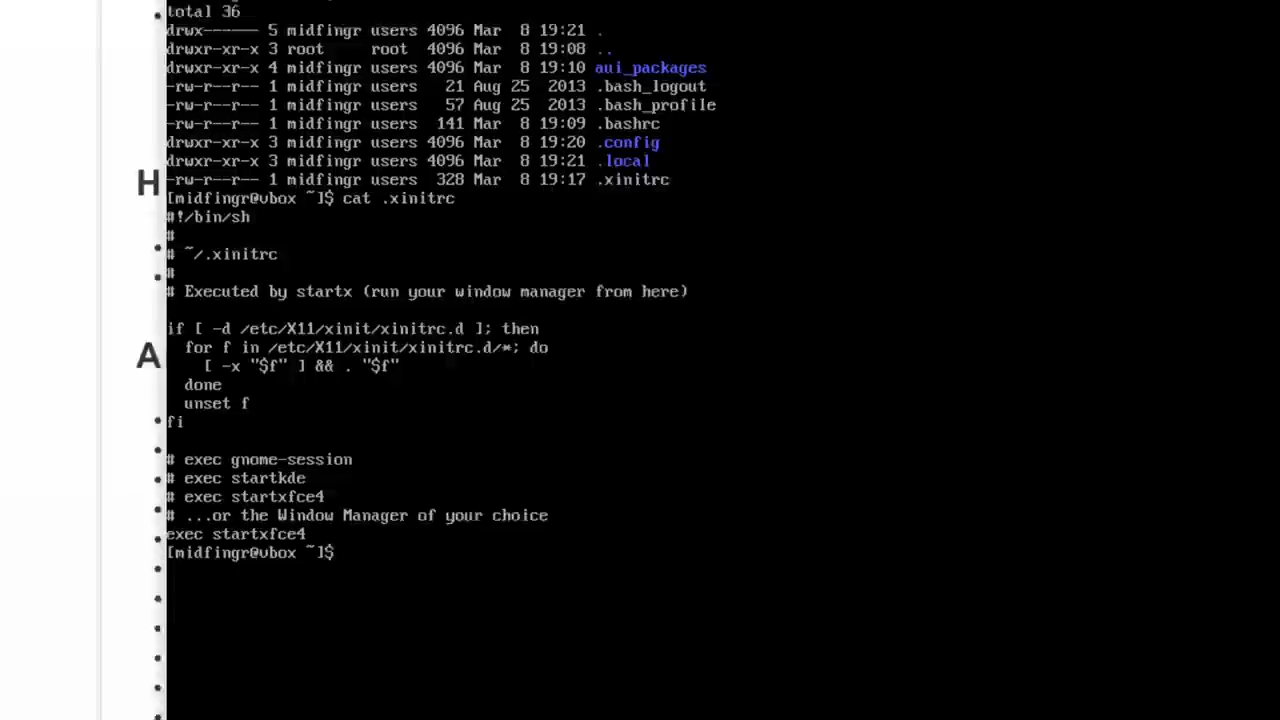 total 36
drwx------ 5 midfingr users 4096 Mar  8 19:21 .
drwxr-xr-x 3 root     root  4096 Mar  8 19:08 ..
drwxr-xr-x 4 midfingr users 4096 Mar  8 19:10 aui_packages
-rw-r--r-- 1 midfingr users   21 Aug 25  2013 .bash_logout
-rw-r--r-- 1 midfingr users   57 Aug 25  2013 .bash_profile
-rw-r--r-- 1 midfingr users  141 Mar  8 19:09 .bashrc
drwxr-xr-x 3 midfingr users 4096 Mar  8 19:20 .config
drwxr-xr-x 3 midfingr users 4096 Mar  8 19:21 .local
-rw-r--r-- 1 midfingr users  328 Mar  8 19:17 .xinitrc
[midfingr@vbox ~]$ cat .xinitrc
#!/bin/sh
#
# ~/.xinitrc
#
# Executed by startx (run your window manager from here)
if [ -d /etc/X11/xinit/xinitrc.d ]; then
  for f in /etc/X11/xinit/xinitrc.d/*; do
    [ -x "$f" ] && . "$f"
  done
  unset f
fi
# exec gnome-session
# exec startkde
# exec startxfce4
# ...or the Window Manager of your choice
exec startxfce4
[midfingr@vbox ~]$
H
A